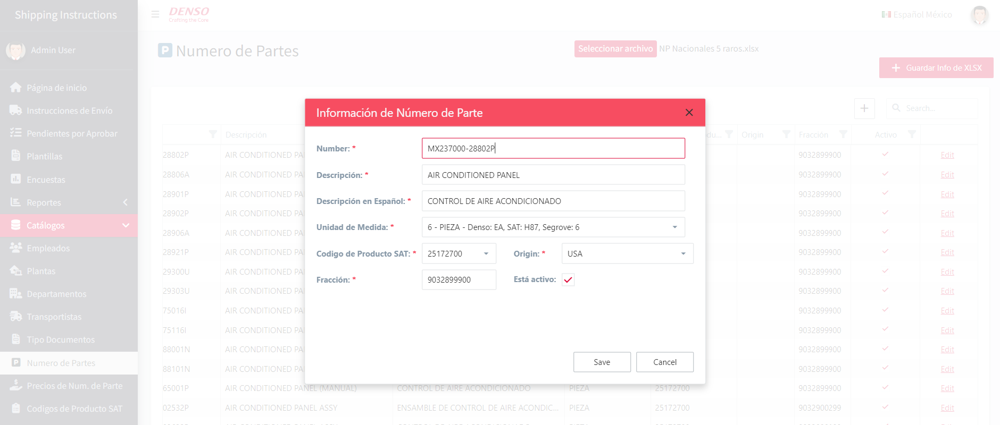 Shipping Instructions
DENSO
Crafting the Core
Español México
Admin User
Numero de Partes
Seleccionar archivo NP Nacionales 5 raros.xlsx
Guardar Info de XLSX
Página de inicio
Instrucciones de Envío
Pendientes por Aprobar
Plantillas
Encuestas
Reportes
Catálogos
Empleados
Plantas
Departamentos
Transportistas
Tipo Documentos
Numero de Partes
Precios de Num. de Parte
Codigos de Producto SAT
Search...
Información de Número de Parte
Number: * MX237000-28802P
Descripción: * AIR CONDITIONED PANEL
Descripción en Español: * CONTROL DE AIRE ACONDICIONADO
Unidad de Medida: * 6 - PIEZA - Denso: EA, SAT: H87, Segrove: 6
Codigo de Producto SAT: * 25172700 Origin: * USA
Fracción: * 9032899900 Está activo:
Save Cancel
Descripción du... Origin Fracción Activo
28802P AIR CONDITIONED PA 9032899900 Edit
28806A AIR CONDITIONED PA 9032899900 Edit
28901P AIR CONDITIONED PA 9032899900 Edit
28902P AIR CONDITIONED PA 9032899900 Edit
28906A AIR CONDITIONED PA 9032899900 Edit
28921P AIR CONDITIONED PA 9032899900 Edit
29300U AIR CONDITIONED PA 9032899900 Edit
29303U AIR CONDITIONED PA 9032899900 Edit
75016I AIR CONDITIONED PA 9032899900 Edit
75116I AIR CONDITIONED PA 9032899900 Edit
88001N AIR CONDITIONED PA 9032899900 Edit
88101N AIR CONDITIONED PA 9032899900 Edit
65001P AIR CONDITIONED PANEL (MANUAL) CONTROL DE AIRE ACONDICIONADO PIEZA 25172700 9032899900 Edit
02532P AIR CONDITIONED PANEL ASSY ENSAMBLE DE CONTROL DE AIRE ACONDIC... PIEZA 25172700 9032900299 Edit